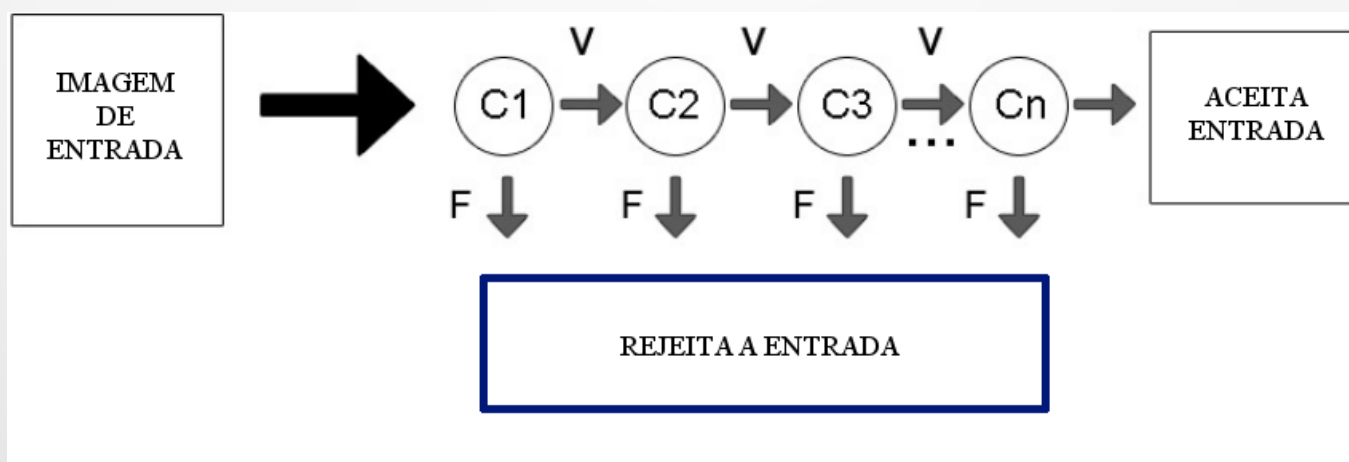 IMAGEM
DE
ENTRADA
V V V
C1 C2 C3 ... Cn
F F F F
ACEITA
ENTRADA
REJEITA A ENTRADA